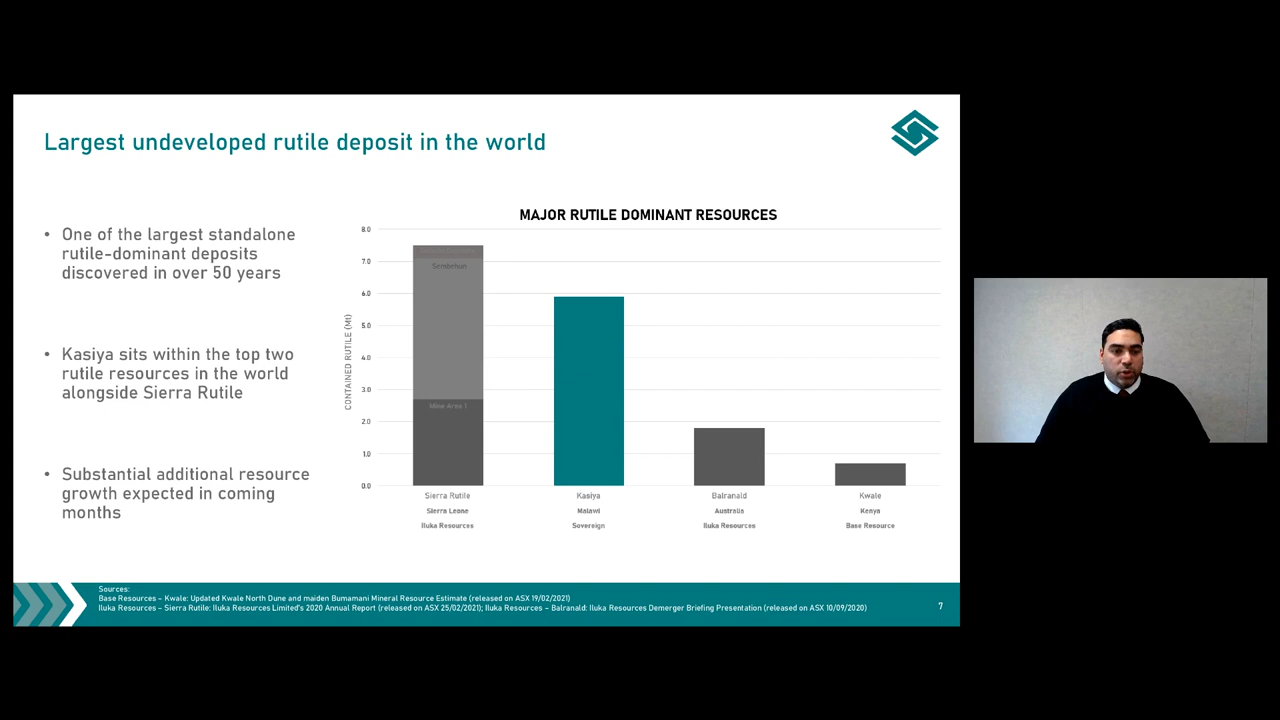 Largest undeveloped rutile deposit in the world
• One of the largest standalone
rutile-dominant deposits
discovered in over 50 years
• Kasiya sits within the top two
rutile resources in the world
alongside Sierra Rutile
• Substantial additional resource
growth expected in coming
months
MAJOR RUTILE DOMINANT RESOURCES
CONTAINED RUTILE (Mt)
8.0
7.0
6.0
5.0
4.0
3.0
2.0
1.0
0.0
Sembehun
Mine Area 1
Sierra Rutile Kasiya Balranald Kwale
Sierra Leone Malawi Australia Kenya
Iluka Resources Sovereign Iluka Resources Base Resource
Sources:
Base Resources – Kwale: Updated Kwale North Dune and maiden Bumamani Mineral Resource Estimate (released on ASX 19/02/2021)
Iluka Resources – Sierra Rutile: Iluka Resources Limited's 2020 Annual Report (released on ASX 25/02/2021); Iluka Resources – Balranald: Iluka Resources Demerger Briefing Presentation (released on ASX 10/09/2020)
7